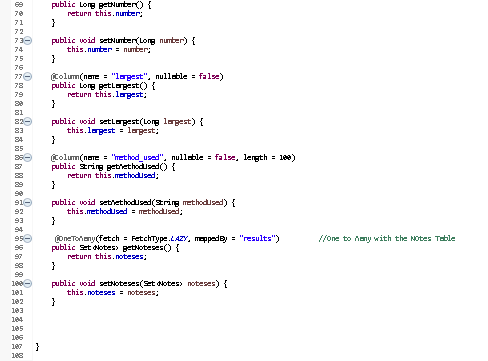 69 public Long getNumber() {
70 return this.number;
71 }
72
73 public void setNumber(Long number) {
74 this.number = number;
75 }
76
77 @Column(name = "largest", nullable = false)
78 public Long getLargest() {
79 return this.largest;
80 }
81
82 public void setLargest(Long largest) {
83 this.largest = largest;
84 }
85
86 @Column(name = "method_used", nullable = false, length = 100)
87 public String getMethodUsed() {
88 return this.methodUsed;
89 }
90
91 public void setMethodUsed(String methodUsed) {
92 this.methodUsed = methodUsed;
93 }
94
95 @OneToMany(fetch = FetchType.LAZY, mappedBy = "results") //One to Many with the NOtes Table
96 public Set<Notes> getNoteses() {
97 return this.noteses;
98 }
99
100 public void setNoteses(Set<Notes> noteses) {
101 this.noteses = noteses;
102 }
103
104
105
106
107 }
108